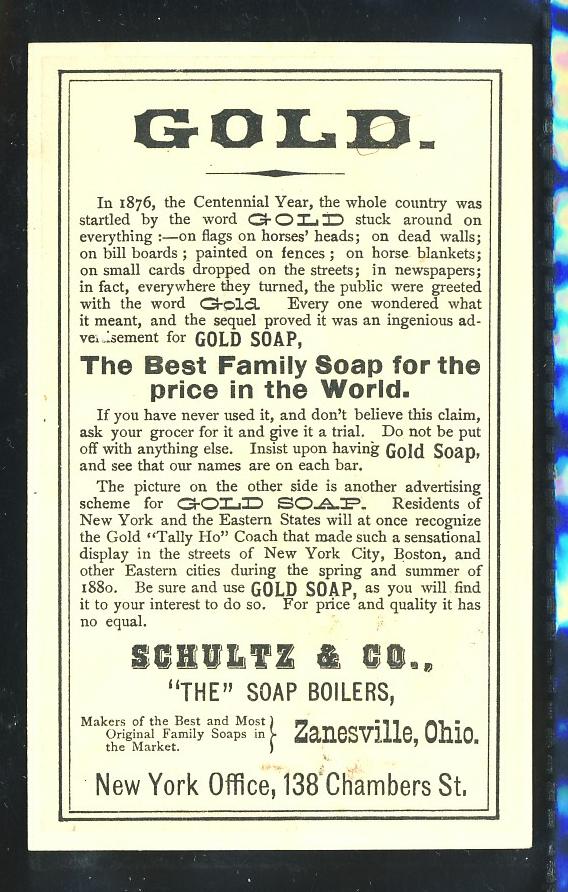 GOLD.
In 1876, the Centennial Year, the whole country was
startled by the word GOLD stuck around on
everything :—on flags on horses' heads; on dead walls;
on bill boards ; painted on fences ; on horse blankets;
on small cards dropped on the streets; in newspapers;
in fact, everywhere they turned, the public were greeted
with the word Gold. Every one wondered what
it meant, and the sequel proved it was an ingenious ad-
GOLD SOAP,
The Best Family Soap for the
price in the World.
If you have never used it, and don't believe this claim,
ask your grocer for it and give it a trial. Do not be put
off with anything else. Insist upon having Gold Soap,
and see that our names are on each bar.
The picture on the other side is another advertising
scheme for GOLD SOAP. Residents of
New York and the Eastern States will at once recognize
the Gold "Tally Ho" Coach that made such a sensational
display in the streets of New York City, Boston, and
other Eastern cities during the spring and summer of
1880. Be sure and use GOLD SOAP, as you will find
it to your interest to do so. For price and quality it has
no equal.
SCHULTZ & CO.,
"THE" SOAP BOILERS,
Makers of the Best and Most
Original Family Soaps in
the Market.
Zanesville, Ohio.
New York Office, 138 Chambers St.